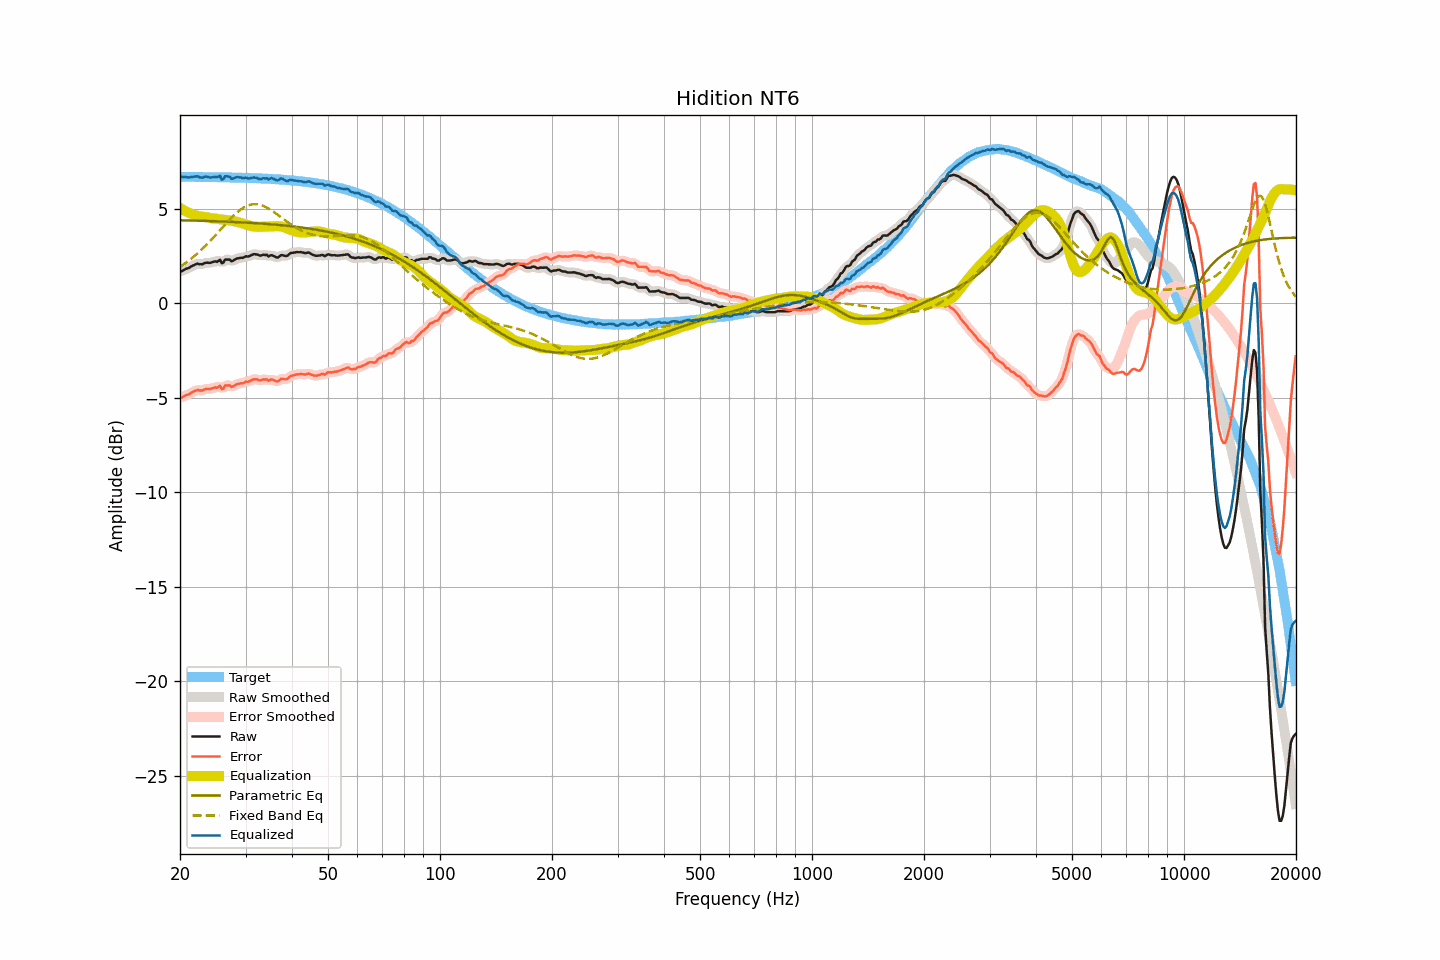 Hidition NT6
Amplitude (dBr)
5
0
−5
−10
−15
−20
−25
Target
Raw Smoothed
Error Smoothed
Raw
Error
Equalization
Parametric Eq
Fixed Band Eq
Equalized
20 50 100 200 500 1000 2000 5000 10000 20000
Frequency (Hz)